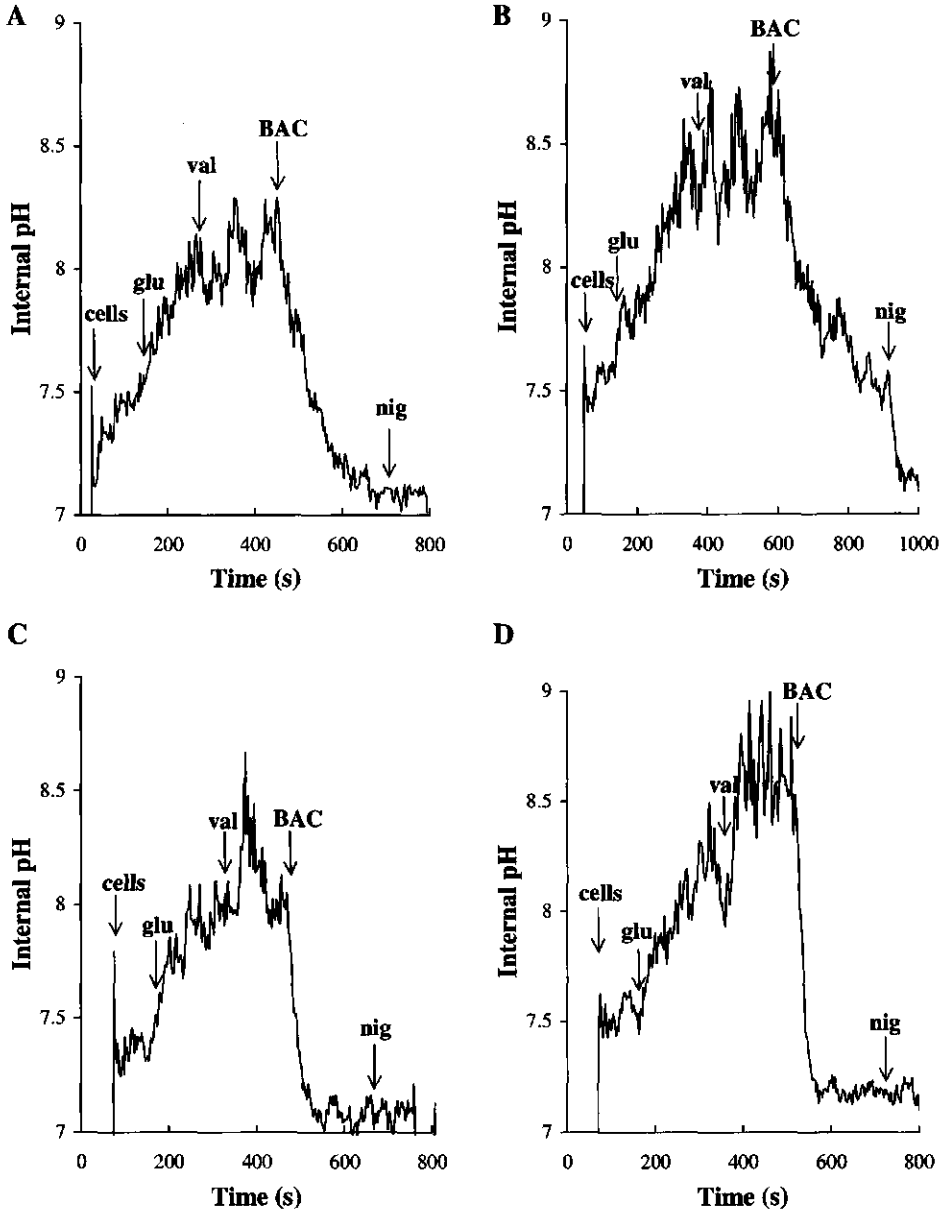 A
9
8.5
8
7.5
7
Internal pH
cells
glu
val
BAC
nig
0 200 400 600 800
Time (s)
B
9
8.5
8
7.5
7
Internal pH
cells
glu
val
BAC
nig
0 200 400 600 800 1000
Time (s)
C
9
8.5
8
7.5
7
Internal pH
cells
glu
val
BAC
nig
0 200 400 600 800
Time (s)
D
9
8.5
8
7.5
7
Internal pH
cells
glu
val
BAC
nig
0 200 400 600 800
Time (s)